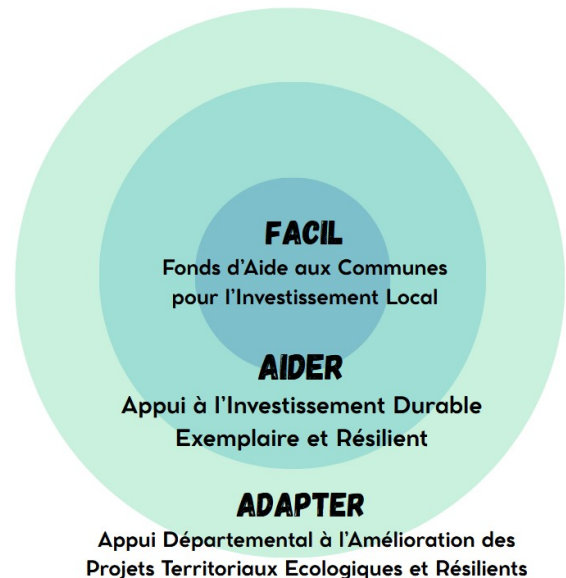 FACIL
Fonds d'Aide aux Communes
pour l'Investissement Local
AIDER
Appui à l'Investissement Durable
Exemplaire et Résilient
ADAPTER
Appui Départemental à l'Amélioration des
Projets Territoriaux Ecologiques et Résilients